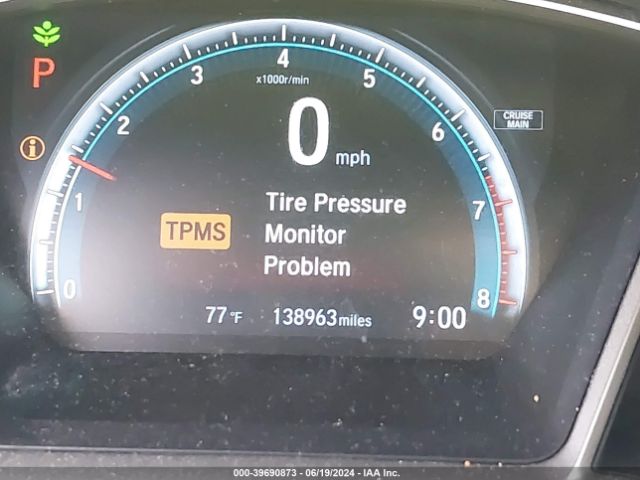 4
3
5
x1000r/min
P
2
0 mph
6
CRUISE
MAIN
i
1
7
TPMS
Tire Pressure
Monitor
Problem
0
8
77°F 138963 miles 9:00
000-39690873 - 06/19/2024 - IAA Inc.